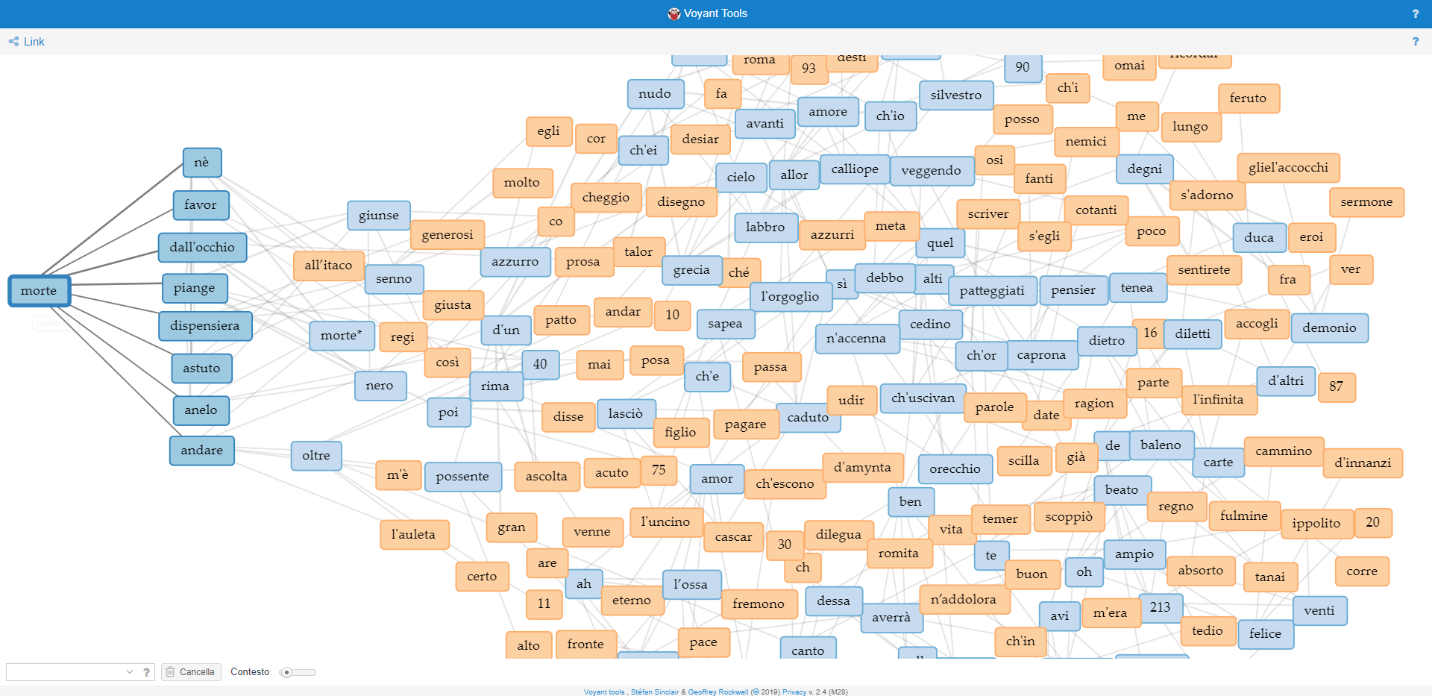 Voyant Tools
?
Link
?
roma
93
desti
90
omai
nudo
fa
silvestro
ch'i
feruto
avanti
amore
ch'io
posso
me
lungo
egli
cor
ch'ei
desiar
nemici
nè
cielo
allor
calliope
veggendo
osi
fanti
degni
gliel'accocchi
molto
cheggio
disegno
s'adorno
sermone
favor
giunse
generosi
co
labbro
azzurri
meta
scriver
cotanti
s'egli
poco
dall'occhio
quel
duca
eroi
all'itaco
senno
azzurro
prosa
talor
grecia
ché
sì
debbo
alti
sentirete
fra
ver
morte
piange
l'orgoglio
patteggiati
pensier
tenea
giusta
patto
andar
10
dispensiera
morte*
regi
d'un
sapea
n'accenna
cedino
dietro
16
diletti
accogli
demonio
astuto
così
40
mai
posa
ch'e
passa
ch'or
caprona
nero
rima
d'altri
87
parte
anelo
poi
disse
lasciò
figlio
pagare
caduto
udir
ch'uscivan
parole
date
ragion
l'infinita
andare
oltre
scilla
già
de
baleno
carte
cammino
d'innanzi
m'è
possente
ascolta
acuto
75
amor
ch'escono
d'amynta
orecchio
beato
ben
regno
l'auleta
gran
venne
l'uncino
cascar
30
dilegua
vita
temer
scoppiò
fulmine
ippolito
20
are
ch
romita
te
ampio
certo
ah
l'ossa
buon
oh
absorto
tanai
corre
11
eterno
fremono
dessa
averrà
n'addolora
avi
m'era
213
venti
alto
fronte
pace
canto
ch'in
tedio
felice
? Cancella Contesto
Voyant tools , Stéfan Sinclair & Geoffrey Rockwell (@ 2019) Privacy v. 2.4 (M28)